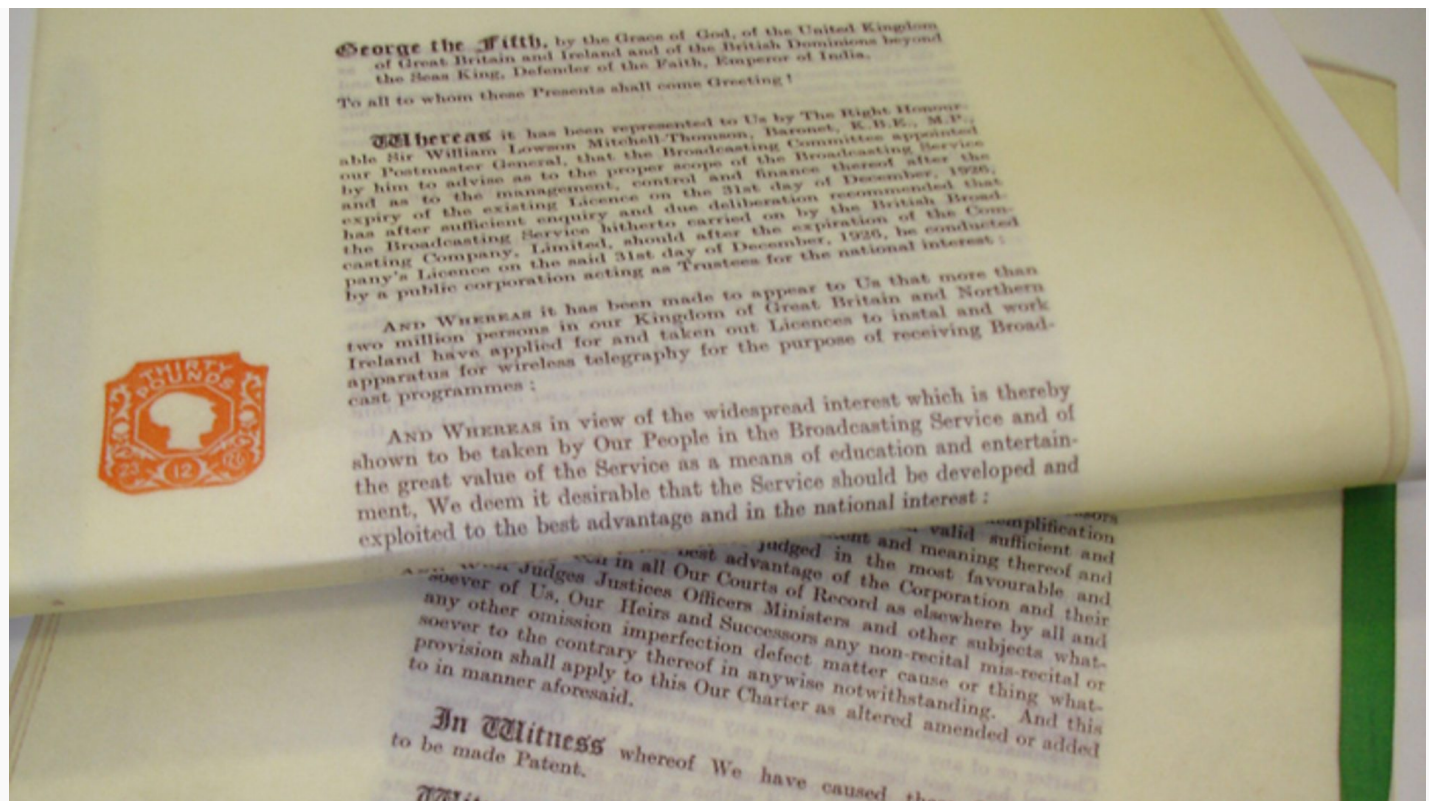 George the Fifth, by the Grace of God, of the United Kingdom
of Great Britain and Ireland and of the British Dominions beyond
the Seas King, Defender of the Faith, Emperor of India.
To all to whom these Presents shall come Greeting!
Whereas it has been represented to Us by The Right Honour-
able Sir William Lowson Mitchell-Thomson, Baronet, K.B.E., M.P.,
our Postmaster General, that the Broadcasting Committee appointed
by him to advise as to the proper scope of the Broadcasting Service
and as to the management, control and finance thereof after the
expiry of the existing Licence on the 31st day of December, 1926,
has after sufficient enquiry and due deliberation recommended that
the Broadcasting Service hitherto carried on by the British Broad-
casting Company, Limited, should after the expiration of the Com-
pany's Licence on the said 31st day of December, 1926, be conducted
by a public corporation acting as Trustees for the national interest:
AND WHEREAS it has been made to appear to Us that more than
two million persons in our Kingdom of Great Britain and Northern
Ireland have applied for and taken out Licences to instal and work
apparatus for wireless telegraphy for the purpose of receiving Broad-
cast programmes:
AND WHEREAS in view of the widespread interest which is thereby
shown to be taken by Our People in the Broadcasting Service and of
the great value of the Service as a means of education and entertain-
ment, We deem it desirable that the Service should be developed and
exploited to the best advantage and in the national interest:
THIRTY
POUNDS
23 12
valid sufficient and
and meaning thereof and
judged in the most favourable and
best advantage of the Corporation and their
in all Our Courts of Record as elsewhere by all and
Judges Justices Officers Ministers and other subjects what-
soever of Us, Our Heirs and Successors any non-recital mis-recital or
any other omission imperfection defect matter cause or thing what-
soever to the contrary thereof in anywise notwithstanding. And this
provision shall apply to this Our Charter as altered amended or added
to in manner aforesaid.
In Witness whereof We have caused
to be made Patent.